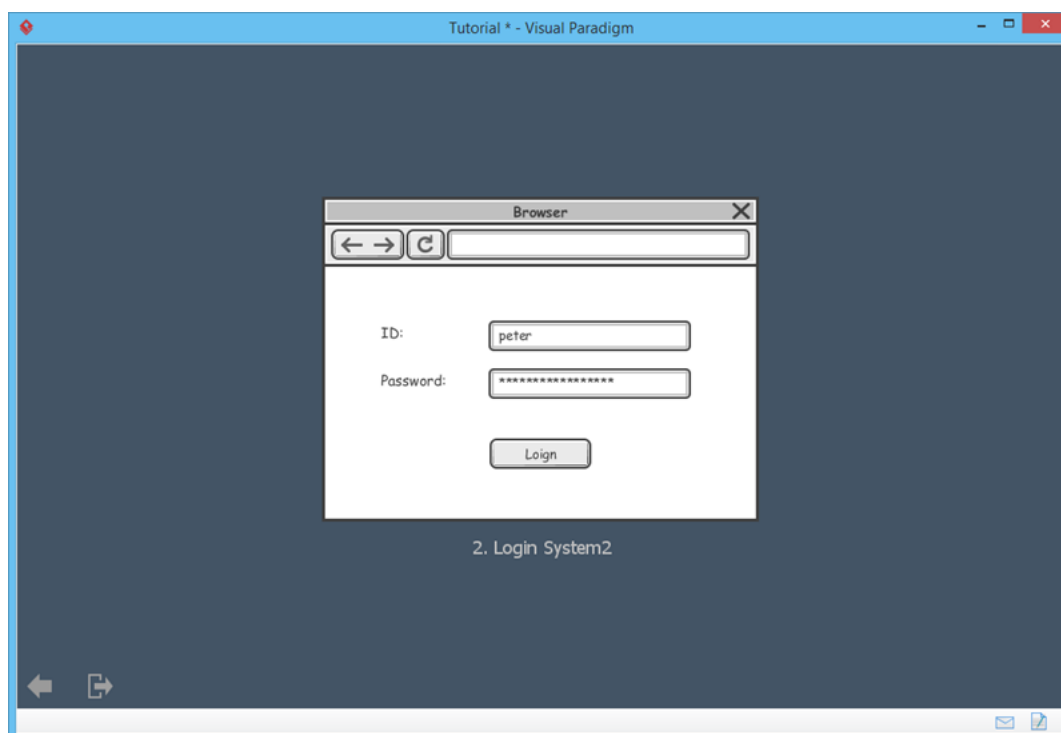 Tutorial * - Visual Paradigm
Browser
ID:
peter
Password:
*****************
Loign
2. Login System2